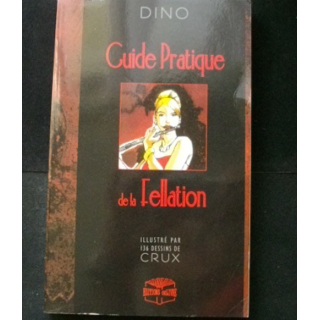 DINO
Guide Pratique
de la Fellation
ILLUSTRÉ PAR
136 DESSINS DE
CRUX